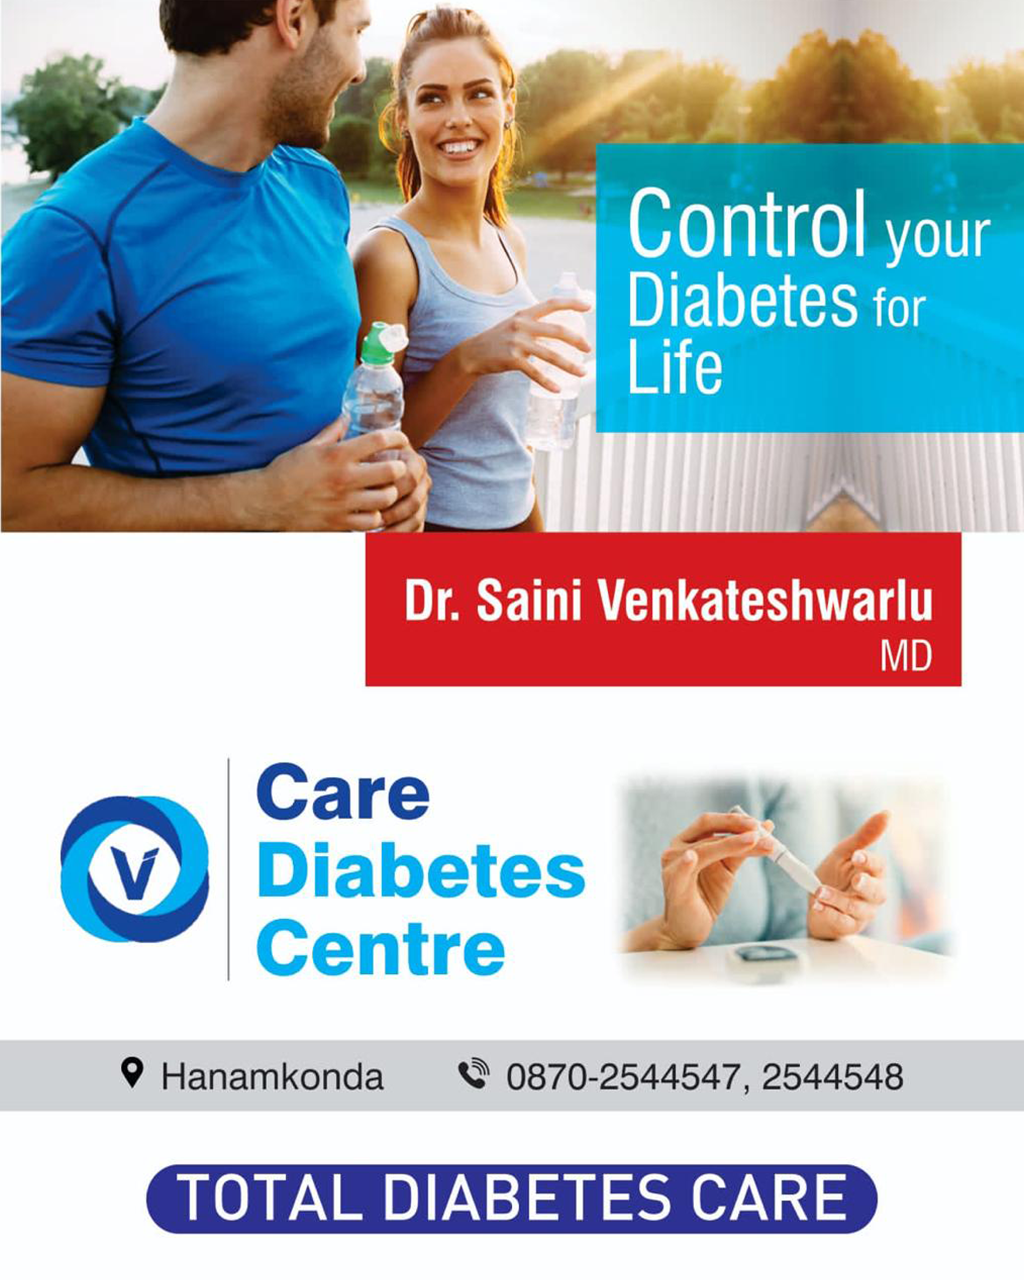 Control your
Diabetes for
Life
Dr. Saini Venkateshwarlu
MD
V
Care
Diabetes
Centre
Hanamkonda
0870-2544547, 2544548
TOTAL DIABETES CARE